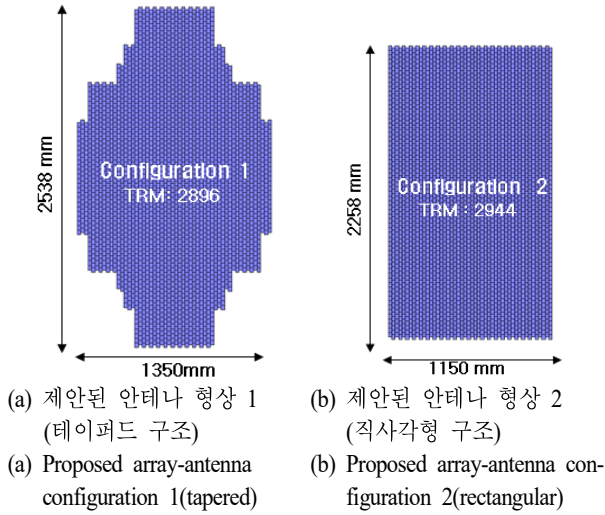 2538 mm
Configuration 1
TRM: 2896
1350mm
2258 mm
Configuration 2
TRM : 2944
1150 mm
(a) 제안된 안테나 형상 1
(테이퍼드 구조)
(a) Proposed array-antenna
configuration 1(tapered)
(b) 제안된 안테나 형상 2
(직사각형 구조)
(b) Proposed array-antenna con-
figuration 2(rectangular)